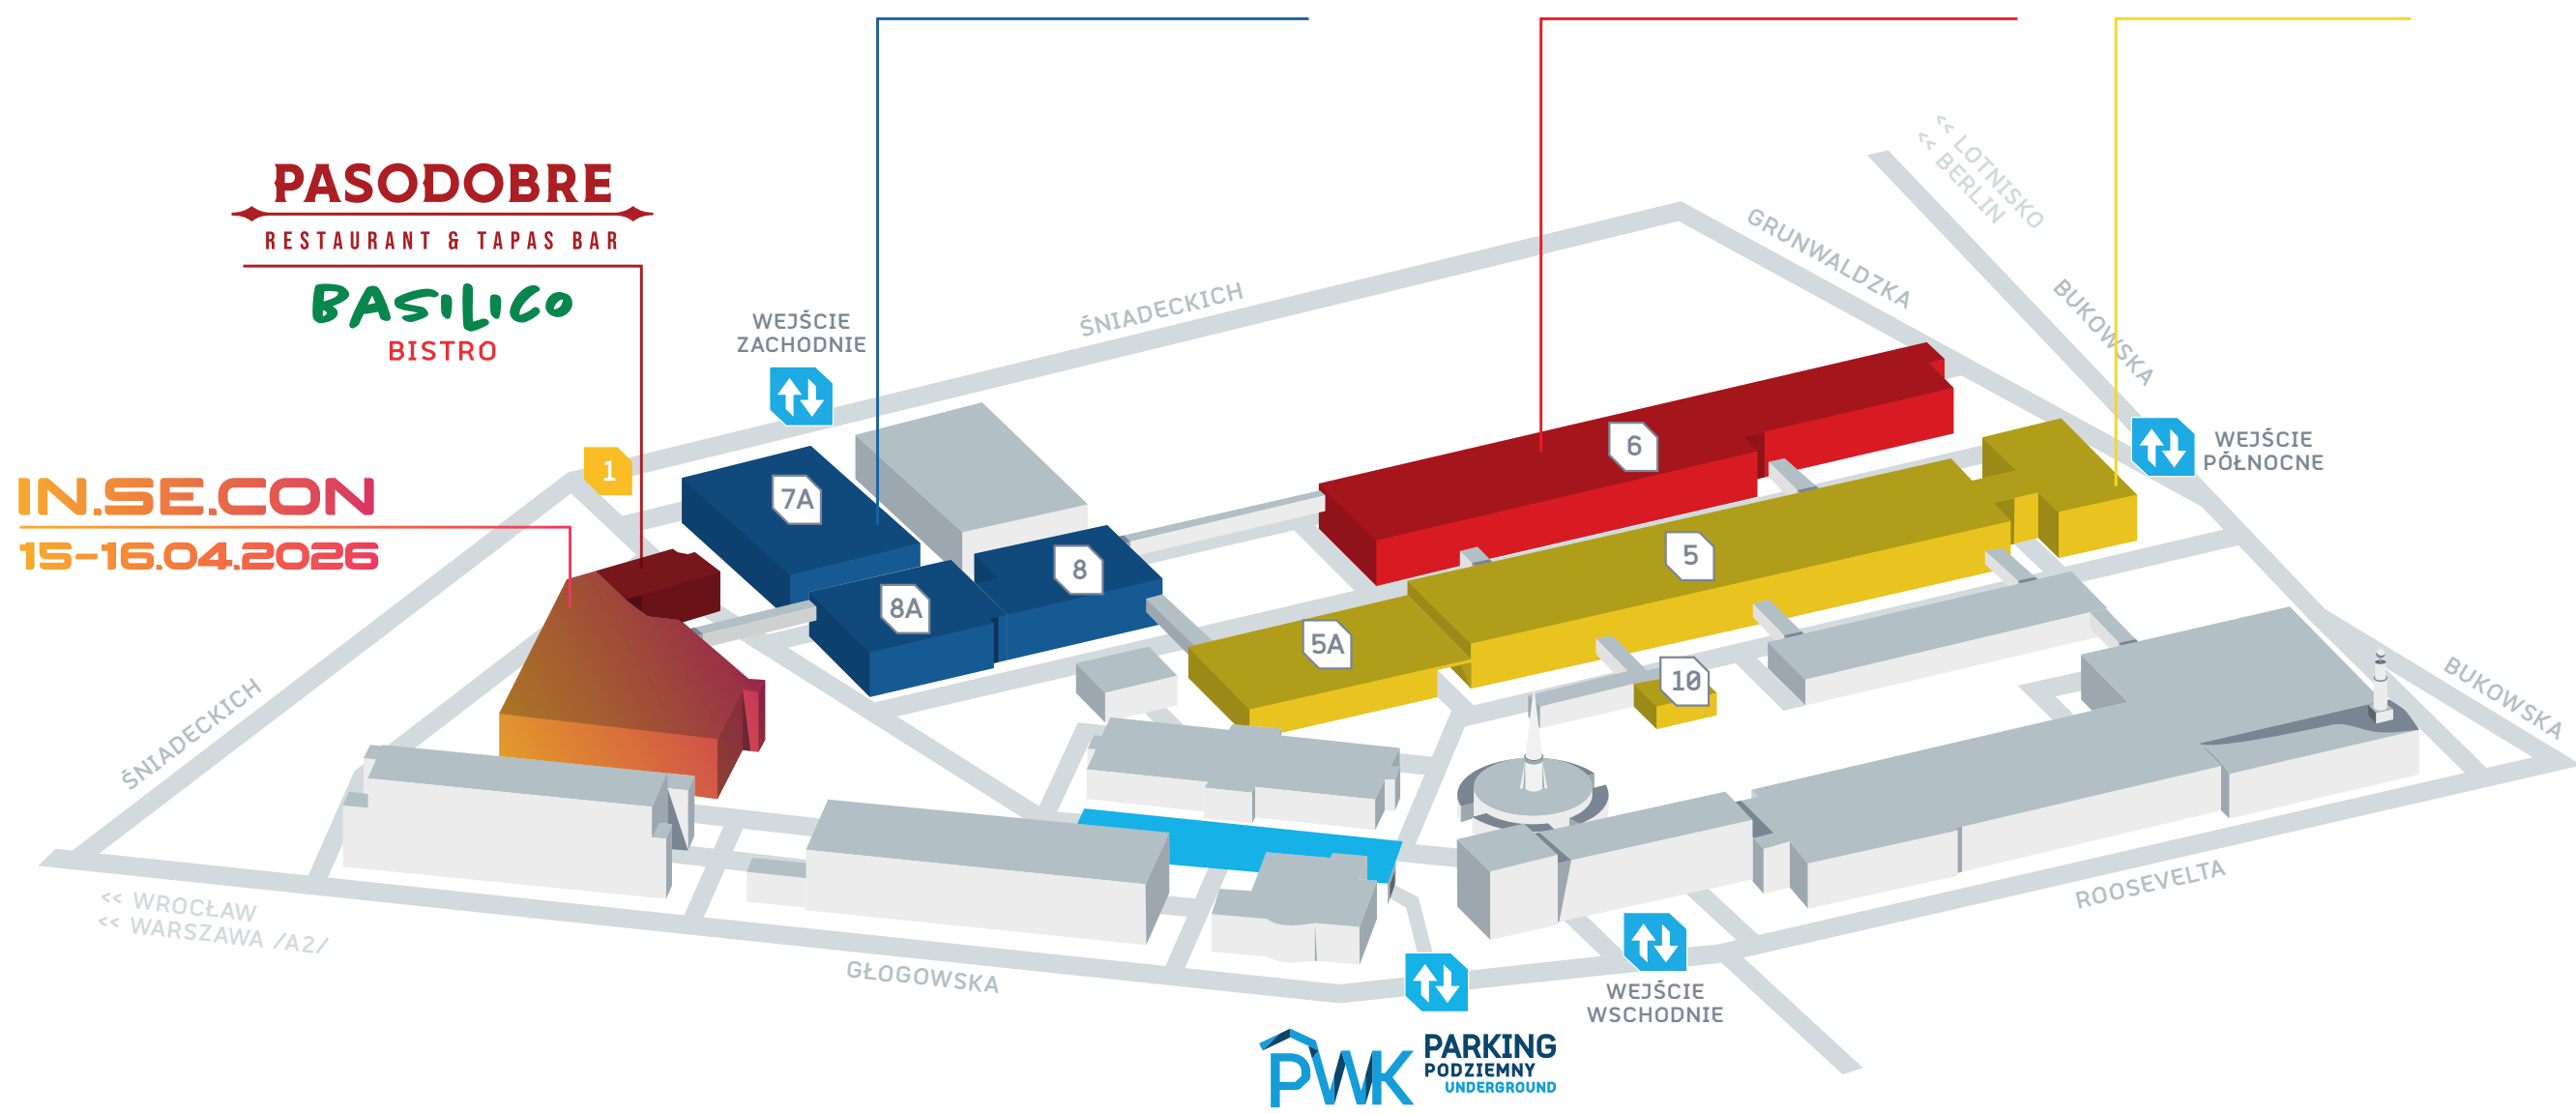 << LOTNISKO
<< BERLIN
PASODOBRE
RESTAURANT & TAPAS BAR
BASILICO
BISTRO
GRUNWALDZKA
BUKOWSKA
ŚNIADECKICH
WEJŚCIE
ZACHODNIE
WEJŚCIE
PÓŁNOCNE
1
IN.SE.CON
15-16.04.2026
7A
8
8A
6
5
5A
10
ŚNIADECKICH
BUKOWSKA
<< WROCŁAW
<< WARSZAWA /A2/
GŁOGOWSKA
ROOSEVELTA
WEJŚCIE
WSCHODNIE
PWK
PARKING
PODZIEMNY
UNDERGROUND